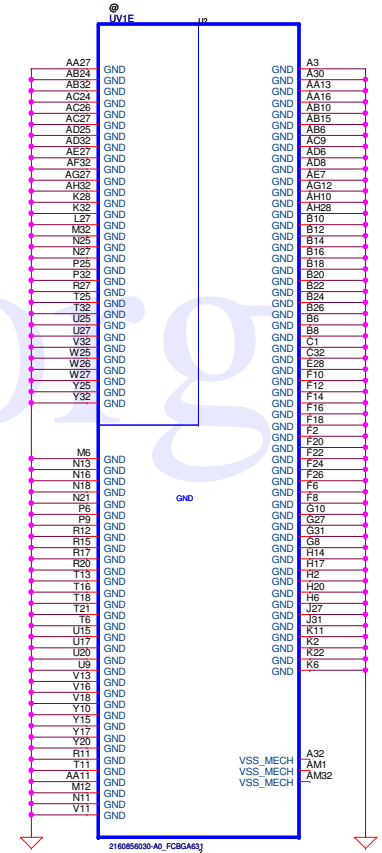 @
UV1E
AA27 GND
AB24 GND
AB32 GND
AC24 GND
AC26 GND
AC27 GND
AD25 GND
AD32 GND
AE27 GND
AF32 GND
AG27 GND
AH32 GND
K28 GND
K32 GND
L27 GND
M32 GND
N25 GND
N27 GND
P25 GND
P32 GND
R27 GND
T25 GND
T32 GND
U25 GND
U27 GND
V32 GND
W25 GND
W26 GND
W27 GND
Y25 GND
Y32 GND
M6 GND
N13 GND
N16 GND
N18 GND
N21 GND
P6 GND
P9 GND
R12 GND
R15 GND
R17 GND
R20 GND
T13 GND
T16 GND
T18 GND
T21 GND
T6 GND
U15 GND
U17 GND
U20 GND
U9 GND
V13 GND
V16 GND
V18 GND
Y10 GND
Y15 GND
Y17 GND
Y20 GND
R11 GND
T11 GND
AA11 GND
M12 GND
N11 GND
V11 GND
GND
GND A3
GND A30
GND AA13
GND AA16
GND AB10
GND AB15
GND AB6
GND AC9
GND AD6
GND AD8
GND AE7
GND AG12
GND AH10
GND AH28
GND B10
GND B12
GND B14
GND B16
GND B18
GND B20
GND B22
GND B24
GND B26
GND B6
GND B8
GND C1
GND C32
GND E28
GND F10
GND F12
GND F14
GND F16
GND F18
GND F2
GND F20
GND F22
GND F24
GND F26
GND F6
GND F8
GND G10
GND G27
GND G31
GND G8
GND H14
GND H17
GND H2
GND H20
GND H6
GND J27
GND J31
GND K11
GND K2
GND K22
GND K6
VSS_MECH A32
VSS_MECH AM1
VSS_MECH AM32
2160856030-A0_FCBGA631
org